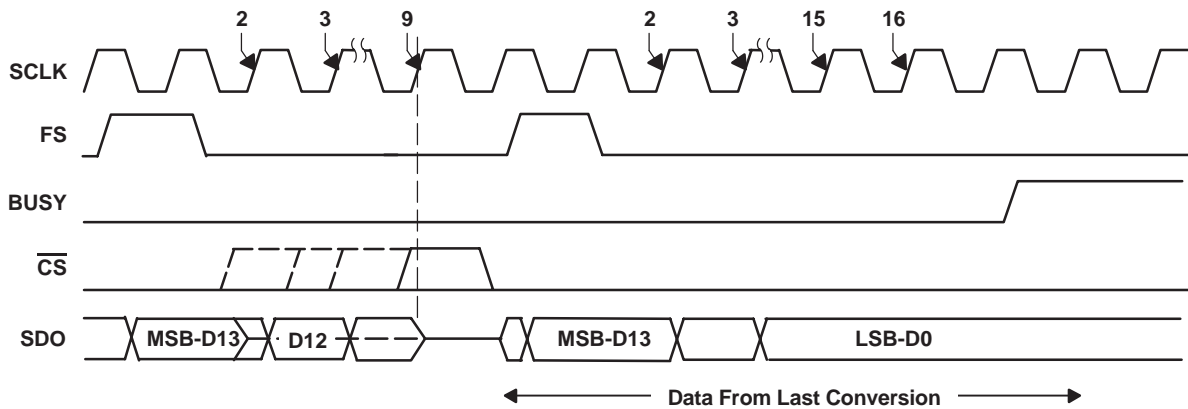 2 3 9 2 3 15 16
SCLK
FS
BUSY
CS
SDO MSB-D13 D12 MSB-D13 LSB-D0
Data From Last Conversion